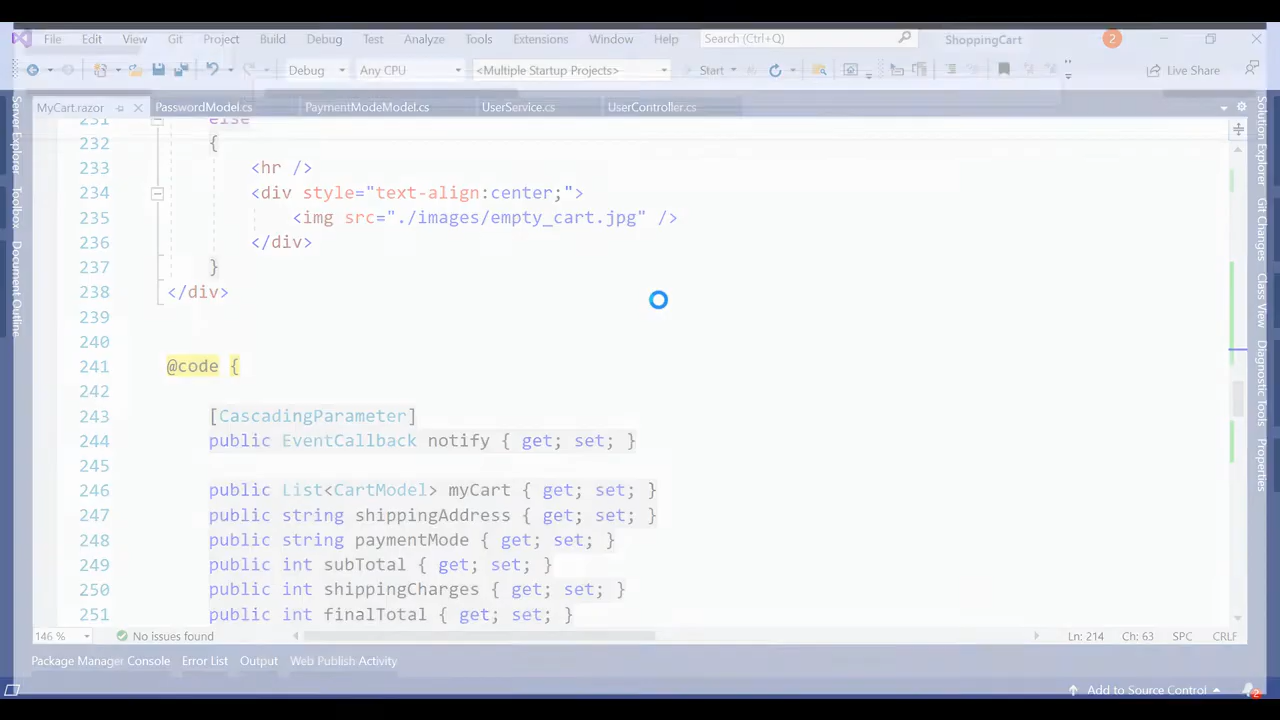 File Edit View Git Project Build Debug Test Analyze Tools Extensions Window Help Search (Ctrl+Q) ShoppingCart 2
Debug Any CPU <Multiple Startup Projects> Start Live Share
MyCart.razor PasswordModel.cs PaymentModeModel.cs UserService.cs UserController.cs
Server Explorer
Toolbox
Document Outline
231 else
232 {
233 <hr />
234 <div style="text-align:center;">
235 <img src="./images/empty_cart.jpg" />
236 </div>
237 }
238 </div>
239
240
241 @code {
242
243 [CascadingParameter]
244 public EventCallback notify { get; set; }
245
246 public List<CartModel> myCart { get; set; }
247 public string shippingAddress { get; set; }
248 public string paymentMode { get; set; }
249 public int subTotal { get; set; }
250 public int shippingCharges { get; set; }
251 public int finalTotal { get; set; }
Solution Explorer
Git Changes
Class View
Diagnostic Tools
Properties
146 % No issues found Ln: 214 Ch: 63 SPC CRLF
Package Manager Console Error List Output Web Publish Activity
Add to Source Control 2